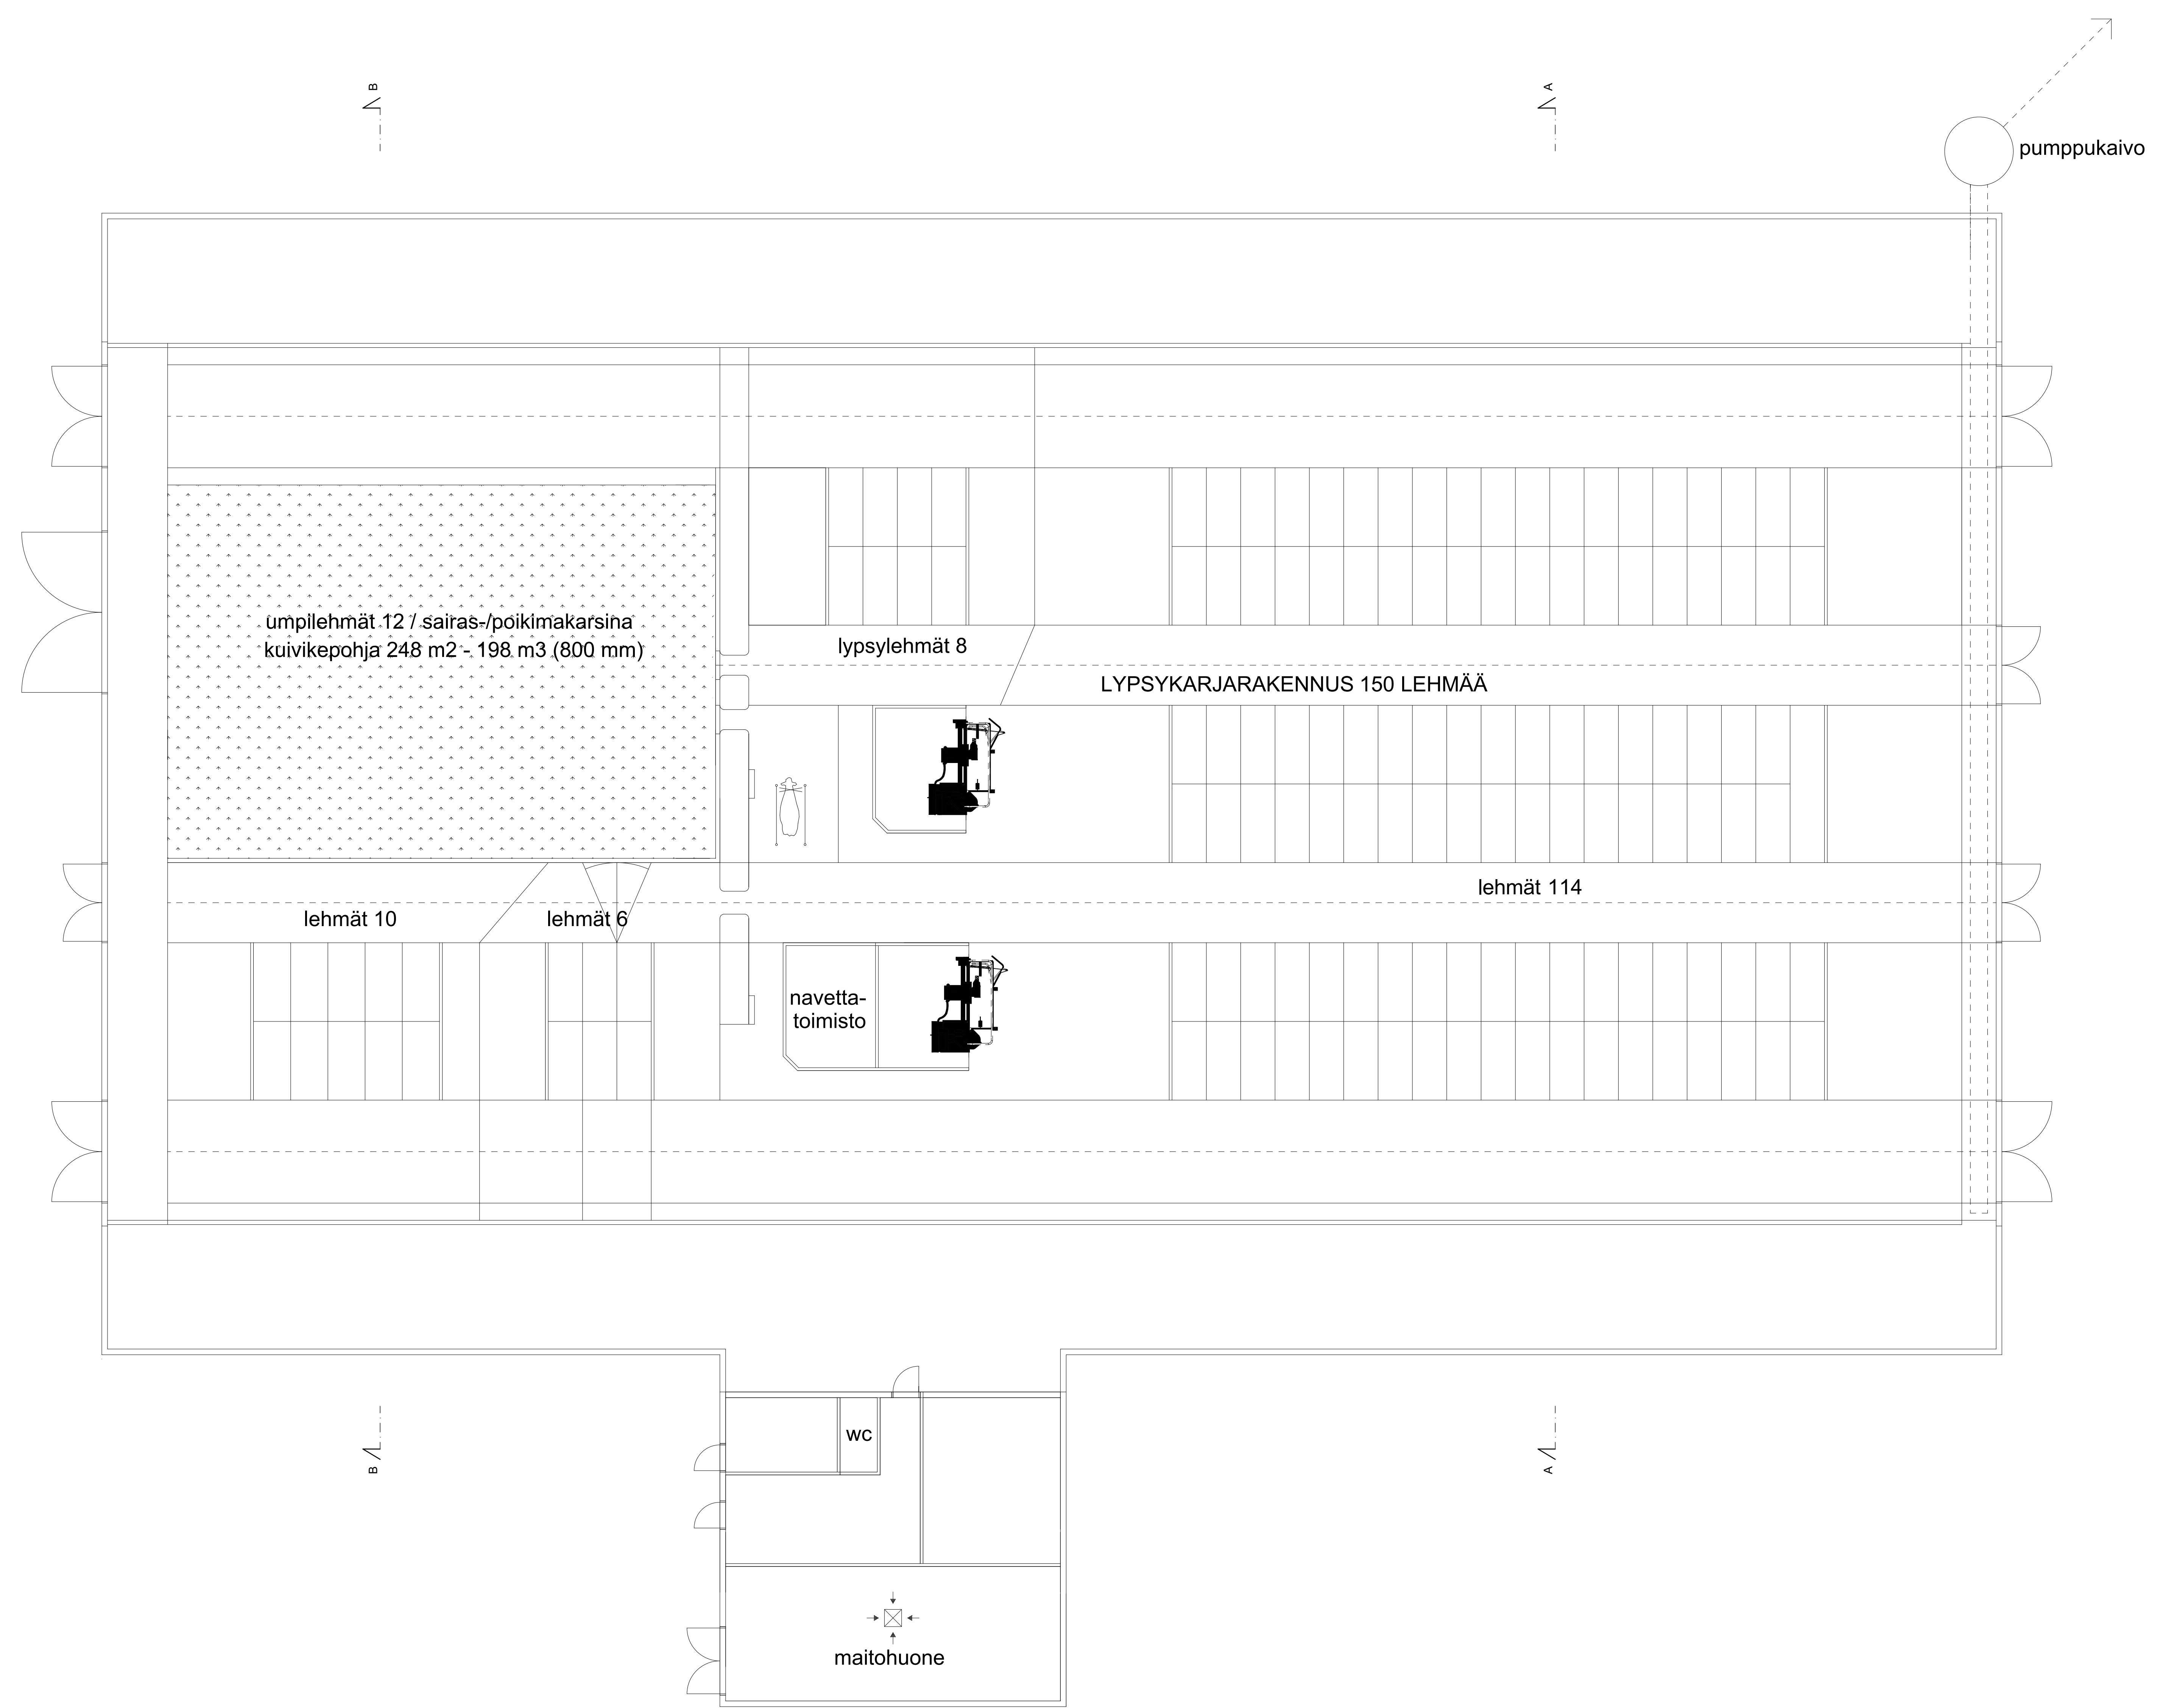 B
A
pumppukaivo
umpilehmät 12 / sairas-/poikimakarsina
kuivikepohja 248 m2 - 198 m3 (800 mm)
lypsylehmät 8
LYPSYKARJARAKENNUS 150 LEHMÄÄ
lehmät 114
lehmät 10
lehmät 6
navetta-
toimisto
wc
B
A
maitohuone